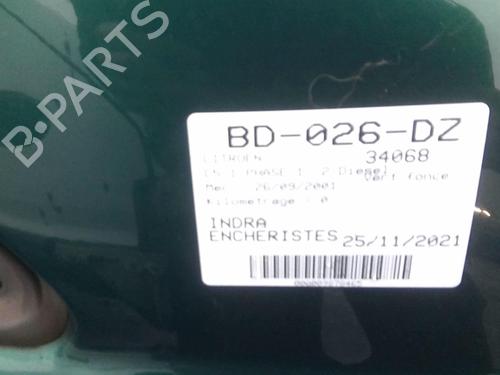 B-PARTS
BD-026-DZ
CITROEN 34068
C5 1 PHASE 1 2 Diesel
Vert fonce
Mec 26/09/2001
Kilometrage : 0
INDRA
ENCHERISTES 25/11/2021